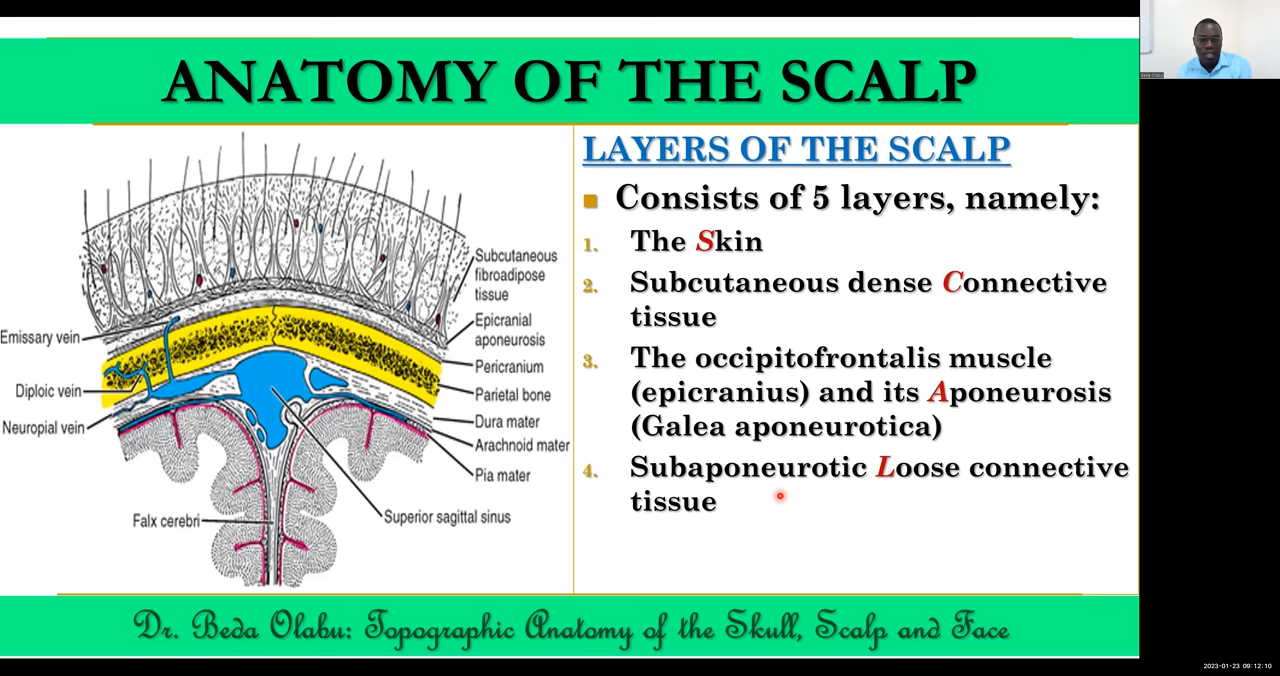 ANATOMY OF THE SCALP
Subcutaneous
fibroadipose
tissue
Epicranial
aponeurosis
Pericranium
Parietal bone
Dura mater
Arachnoid mater
Pia mater
Superior sagittal sinus
Emissary vein
Diploic vein
Neuropial vein
Falx cerebri
LAYERS OF THE SCALP
Consists of 5 layers, namely:
1. The Skin
2. Subcutaneous dense Connective
tissue
3. The occipitofrontalis muscle
(epicranius) and its Aponeurosis
(Galea aponeurotica)
4. Subaponeurotic Loose connective
tissue
Dr. Beda Olabu: Topographic Anatomy of the Skull, Scalp and Face
Beda Olabu
2023-01-23 09:12:10